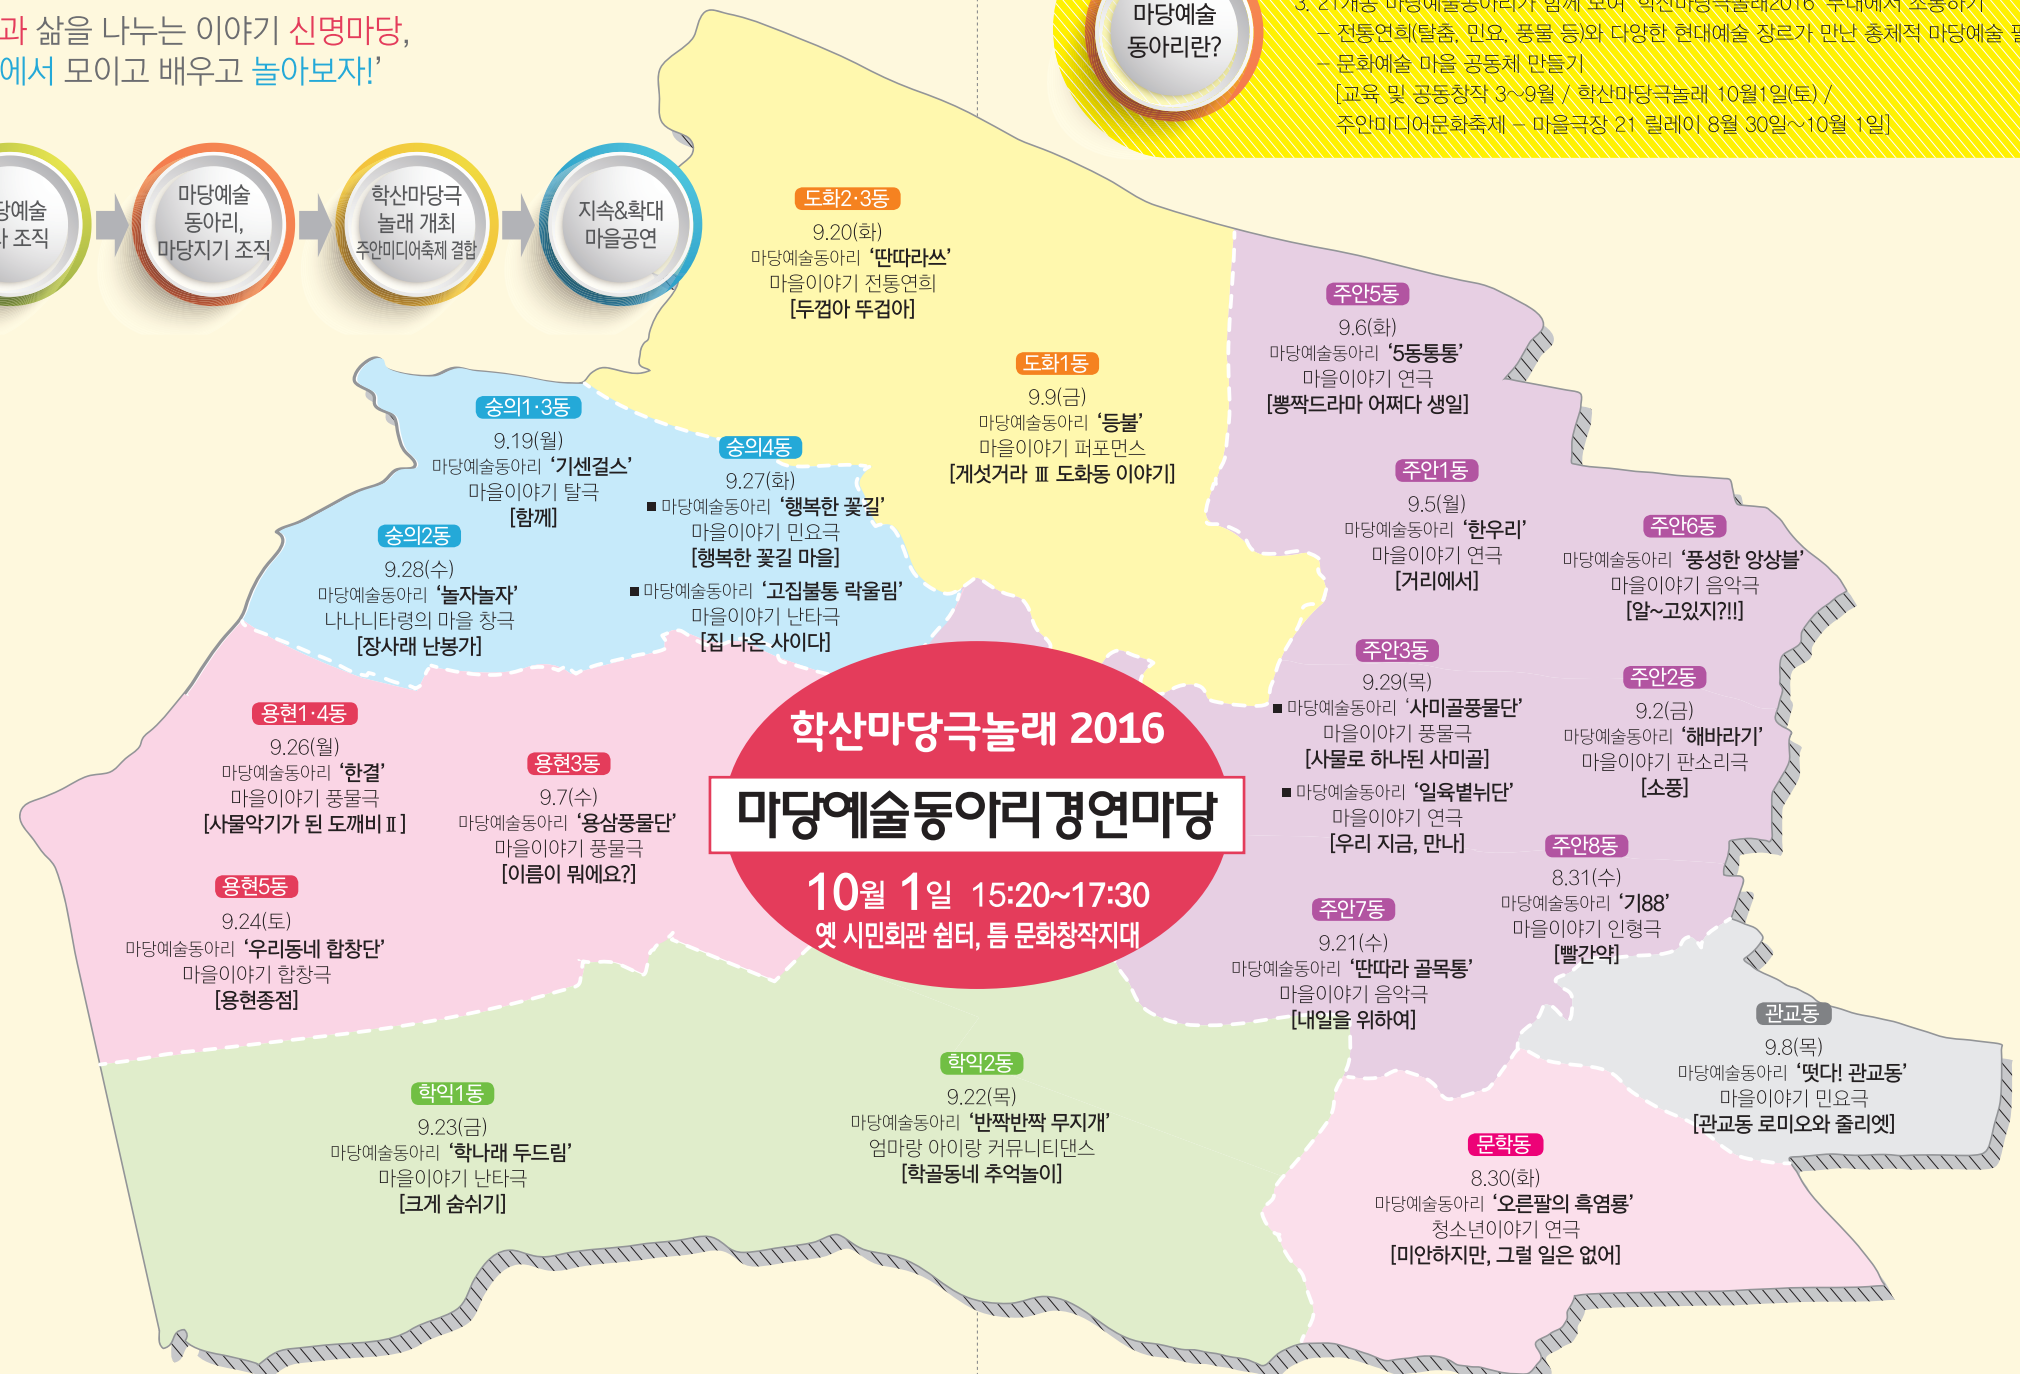 과 삶을 나누는 이야기 신명마당,
에서 모이고 배우고 놀아보자!’
마당예술
동아리란?
3. 21개동 마당예술동아리가 함께 모여 '학산마당극놀래2016' 무대에서 소통하기
– 전통연희(탈춤, 민요, 풍물 등)와 다양한 현대예술 장르가 만난 총체적 마당예술
– 문화예술 마을 공동체 만들기
[교육 및 공동창작 3~9월 / 학산마당극놀래 10월1일(토) /
주안미디어문화축제 – 마을극장 21 릴레이 8월 30일~10월 1일]
당예술
조직
마당예술
동아리,
마당지기 조직
학산마당극
놀래 개최
주안미디어축제 결합
지속&확대
마을공연
도화2·3동
9.20(화)
마당예술동아리 ‘딴따라쓰’
마을이야기 전통연희
[두껍아 뚜겁아]
도화1동
9.9(금)
마당예술동아리 ‘등불’
마을이야기 퍼포먼스
[게섯거라 Ⅲ 도화동 이야기]
주안5동
9.6(화)
마당예술동아리 ‘5동통통’
마을이야기 연극
[뽕짝드라마 어쩌다 생일]
숭의1·3동
9.19(월)
마당예술동아리 ‘기센걸스’
마을이야기 탈극
[함께]
숭의4동
9.27(화)
■ 마당예술동아리 ‘행복한 꽃길’
마을이야기 민요극
[행복한 꽃길 마을]
■ 마당예술동아리 ‘고집불통 락울림’
마을이야기 난타극
[집 나온 사이다]
숭의2동
9.28(수)
마당예술동아리 ‘놀자놀자’
나나니타령의 마을 창극
[장사래 난봉가]
주안1동
9.5(월)
마당예술동아리 ‘한우리’
마을이야기 연극
[거리에서]
주안6동
마당예술동아리 ‘풍성한 앙상블’
마을이야기 음악극
[알~고있지?!!]
주안3동
9.29(목)
■ 마당예술동아리 ‘사미골풍물단’
마을이야기 풍물극
[사물로 하나된 사미골]
■ 마당예술동아리 ‘일육볕뉘단’
마을이야기 연극
[우리 지금, 만나]
주안2동
9.2(금)
마당예술동아리 ‘해바라기’
마을이야기 판소리극
[소풍]
용현1·4동
9.26(월)
마당예술동아리 ‘한결’
마을이야기 풍물극
[사물악기가 된 도깨비Ⅱ]
용현3동
9.7(수)
마당예술동아리 ‘용삼풍물단’
마을이야기 풍물극
[이름이 뭐에요?]
학산마당극놀래 2016
마당예술동아리경연마당
10월 1일 15:20~17:30
옛 시민회관 쉼터, 틈 문화창작지대
주안8동
8.31(수)
마당예술동아리 ‘기88’
마을이야기 인형극
[빨간약]
용현5동
9.24(토)
마당예술동아리 ‘우리동네 합창단’
마을이야기 합창극
[용현종점]
주안7동
9.21(수)
마당예술동아리 ‘딴따라 골목통’
마을이야기 음악극
[내일을 위하여]
관교동
9.8(목)
마당예술동아리 ‘떳다! 관교동’
마을이야기 민요극
[관교동 로미오와 줄리엣]
학익1동
9.23(금)
마당예술동아리 ‘학나래 두드림’
마을이야기 난타극
[크게 숨쉬기]
학익2동
9.22(목)
마당예술동아리 ‘반짝반짝 무지개’
엄마랑 아이랑 커뮤니티댄스
[학골동네 추억놀이]
문학동
8.30(화)
마당예술동아리 ‘오른팔의 흑염룡’
청소년이야기 연극
[미안하지만, 그럴 일은 없어]